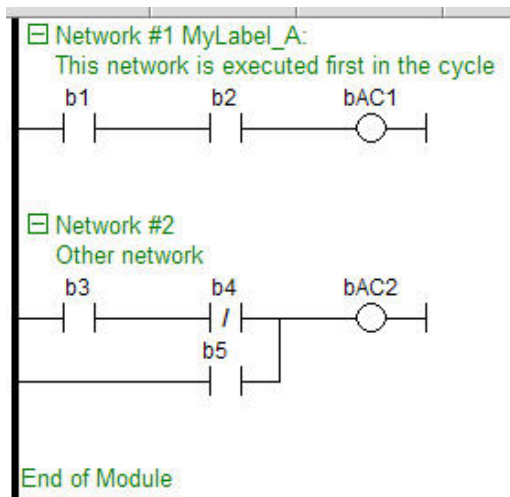 Network #1 MyLabel_A:
This network is executed first in the cycle
b1 b2 bAC1
Network #2
Other network
b3 b4 bAC2
/
b5
End of Module